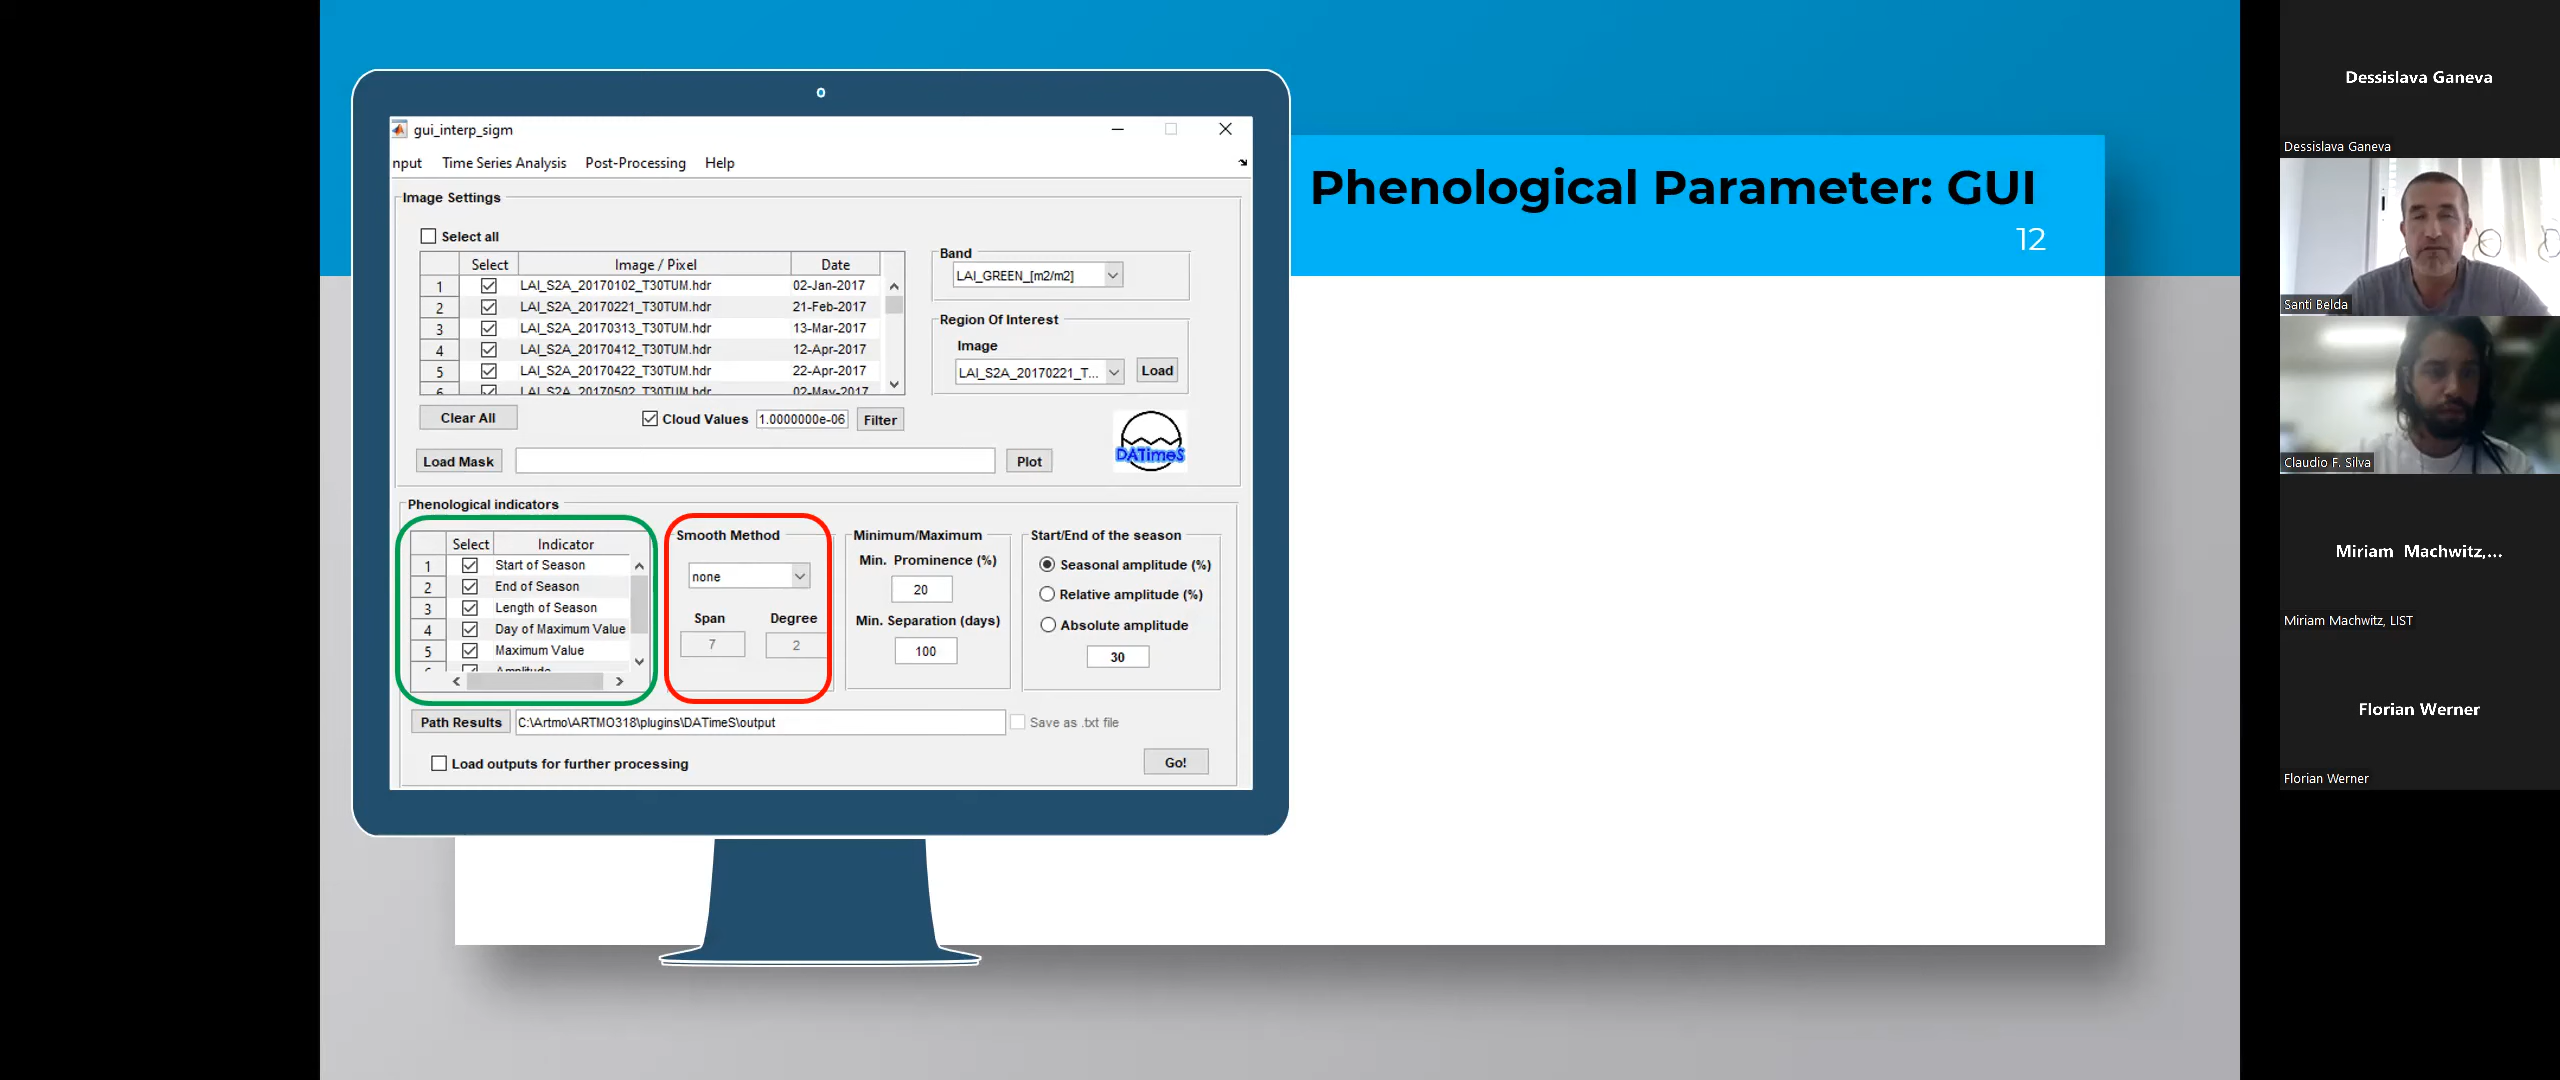 gui_interp_sigm
nput Time Series Analysis Post-Processing Help
Image Settings
Select all
Select Image / Pixel Date
1 LAI_S2A_20170102_T30TUM.hdr 02-Jan-2017
2 LAI_S2A_20170221_T30TUM.hdr 21-Feb-2017
3 LAI_S2A_20170313_T30TUM.hdr 13-Mar-2017
4 LAI_S2A_20170412_T30TUM.hdr 12-Apr-2017
5 LAI_S2A_20170422_T30TUM.hdr 22-Apr-2017
6 LAI_S2A_20170502_T30TUM.hdr 02-May-2017
Band
LAI_GREEN_[m2/m2]
Region Of Interest
Image
LAI_S2A_20170221_T... Load
Clear All Cloud Values 1.0000000e-06 Filter
Load Mask Plot
DATimeS
Phenological indicators
Select Indicator
1 Start of Season
2 End of Season
3 Length of Season
4 Day of Maximum Value
5 Maximum Value
6 Amplitude
Smooth Method
none
Span Degree
7 2
Minimum/Maximum
Min. Prominence (%)
20
Min. Separation (days)
100
Start/End of the season
Seasonal amplitude (%)
Relative amplitude (%)
Absolute amplitude
30
Path Results C:\Artmo\ARTMO318\plugins\DATimeS\output Save as .txt file
Load outputs for further processing Go!
Phenological Parameter: GUI
12
Dessislava Ganeva
Dessislava Ganeva
Santi Belda
Claudio F. Silva
Miriam Machwitz,...
Miriam Machwitz, LIST
Florian Werner
Florian Werner